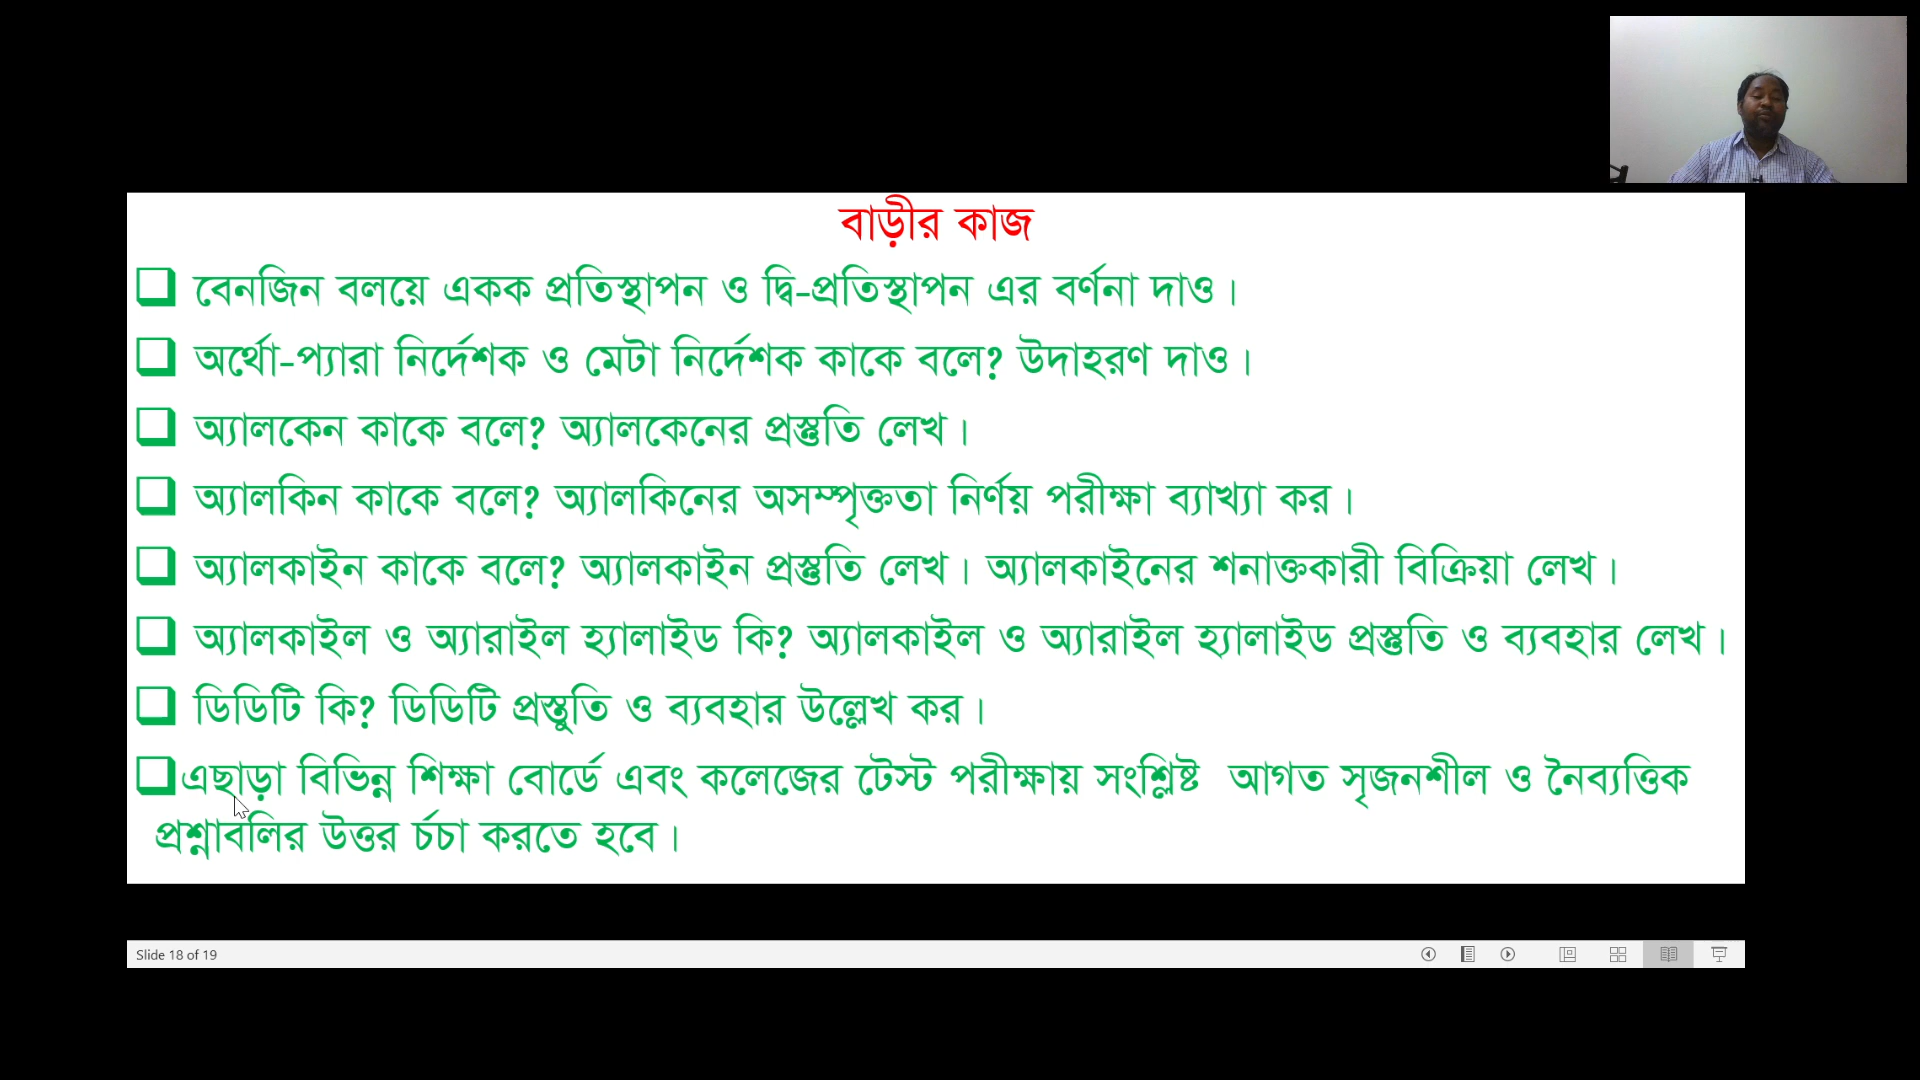 বাড়ীর কাজ
বেনজিন বলয়ে একক প্রতিস্থাপন ও দ্বি-প্রতিস্থাপন এর বর্ণনা দাও।
অর্থো-প্যারা নির্দেশক ও মেটা নির্দেশক কাকে বলে? উদাহরণ দাও।
অ্যালকেন কাকে বলে? অ্যালকেনের প্রস্তুতি লেখ।
অ্যালকিন কাকে বলে? অ্যালকিনের অসম্পৃক্ততা নির্ণয় পরীক্ষা ব্যাখ্যা কর।
অ্যালকাইন কাকে বলে? অ্যালকাইন প্রস্তুতি লেখ। অ্যালকাইনের শনাক্তকারী বিক্রিয়া লেখ।
অ্যালকাইল ও অ্যারাইল হ্যালাইড কি? অ্যালকাইল ও অ্যারাইল হ্যালাইড প্রস্তুতি ও ব্যবহার লেখ।
ডিডিটি কি? ডিডিটি প্রস্তুুতি ও ব্যবহার উল্লেখ কর।
এছাড়া বিভিন্ন শিক্ষা বোর্ডে এবং কলেজের টেস্ট পরীক্ষায় সংশ্লিষ্ট আগত সৃজনশীল ও নৈব্যত্তিক
প্রশ্নাবলির উত্তর র্চচা করতে হবে।
Slide 18 of 19